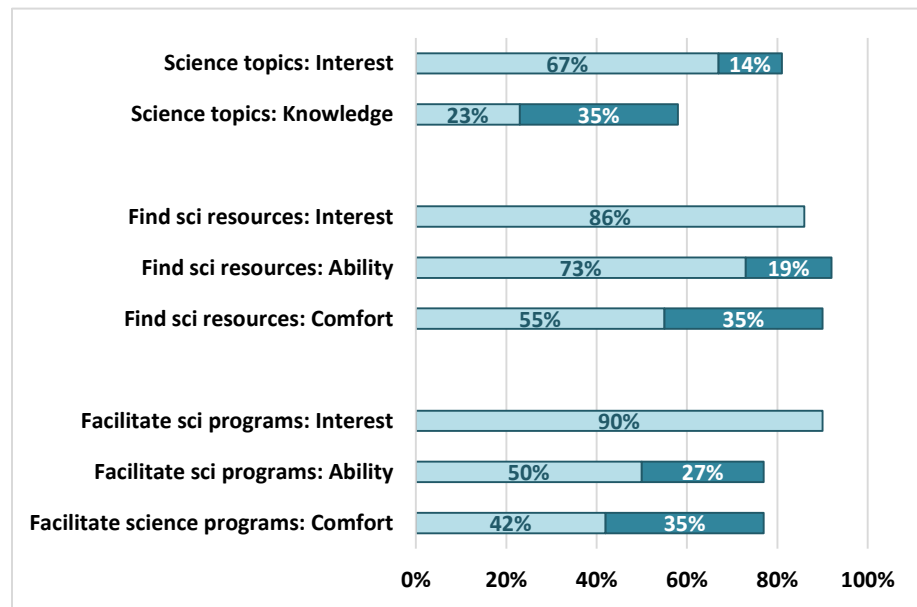 Science topics: Interest 67% 14%
Science topics: Knowledge 23% 35%
Find sci resources: Interest 86%
Find sci resources: Ability 73% 19%
Find sci resources: Comfort 55% 35%
Facilitate sci programs: Interest 90%
Facilitate sci programs: Ability 50% 27%
Facilitate science programs: Comfort 42% 35%
0% 20% 40% 60% 80% 100%